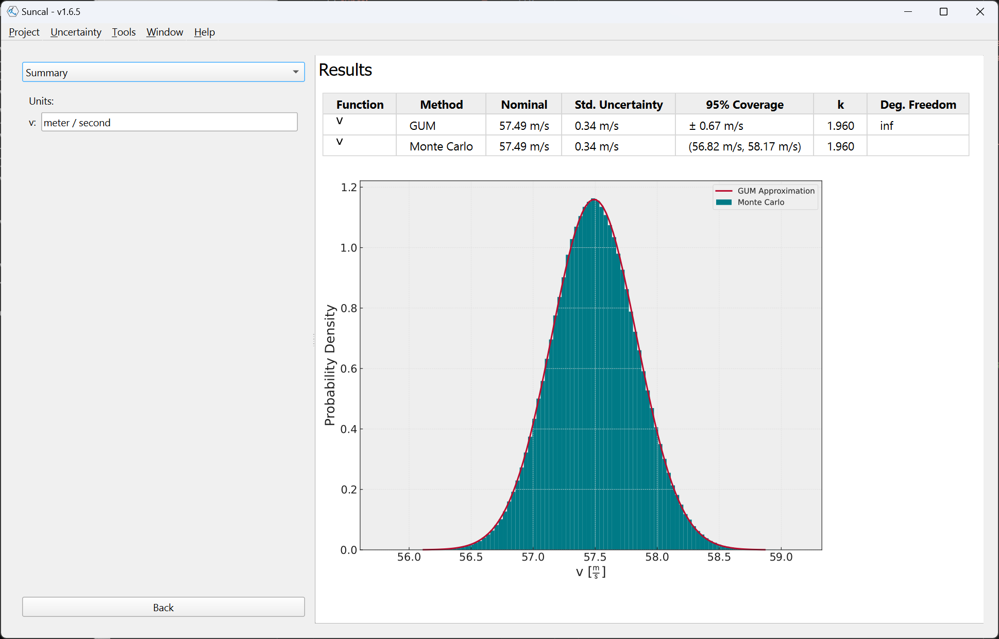 Suncal - v1.6.5
Project Uncertainty Tools Window Help
Summary
Units:
v: meter / second
Back
Results
Function Method Nominal Std. Uncertainty 95% Coverage k Deg. Freedom
v GUM 57.49 m/s 0.34 m/s ± 0.67 m/s 1.960 inf
v Monte Carlo 57.49 m/s 0.34 m/s (56.82 m/s, 58.17 m/s) 1.960
GUM Approximation
Monte Carlo
Probability Density
1.2
1.0
0.8
0.6
0.4
0.2
0.0
56.0 56.5 57.0 57.5 58.0 58.5 59.0
v [m/s]